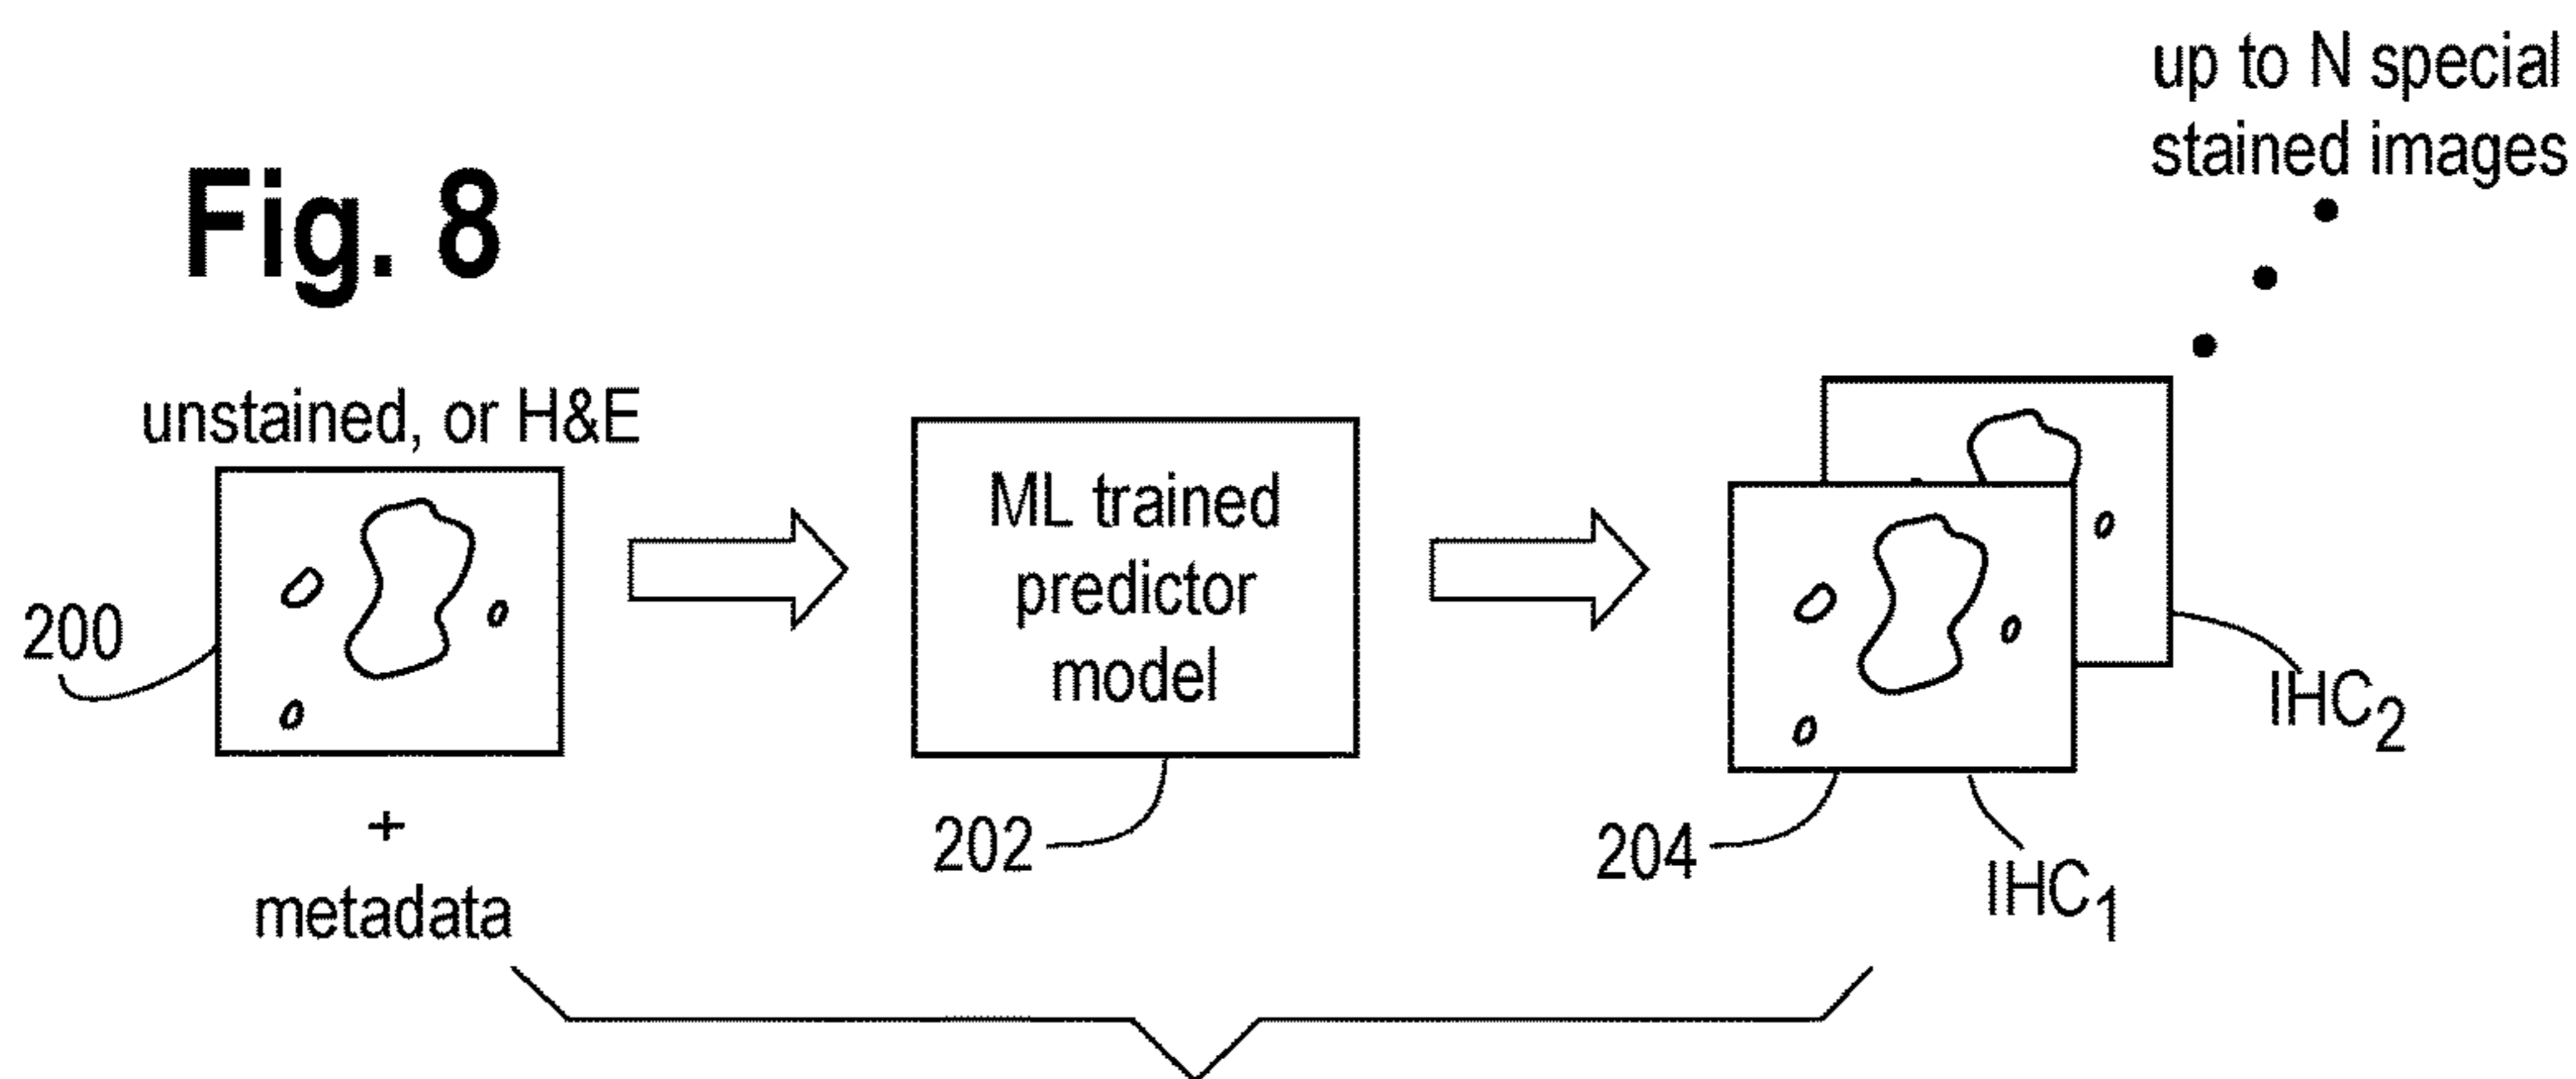 up to N special
stained images
Fig. 8
unstained, or H&E
ML trained
predictor
model
200
IHC2
+
metadata
202
204
IHC1